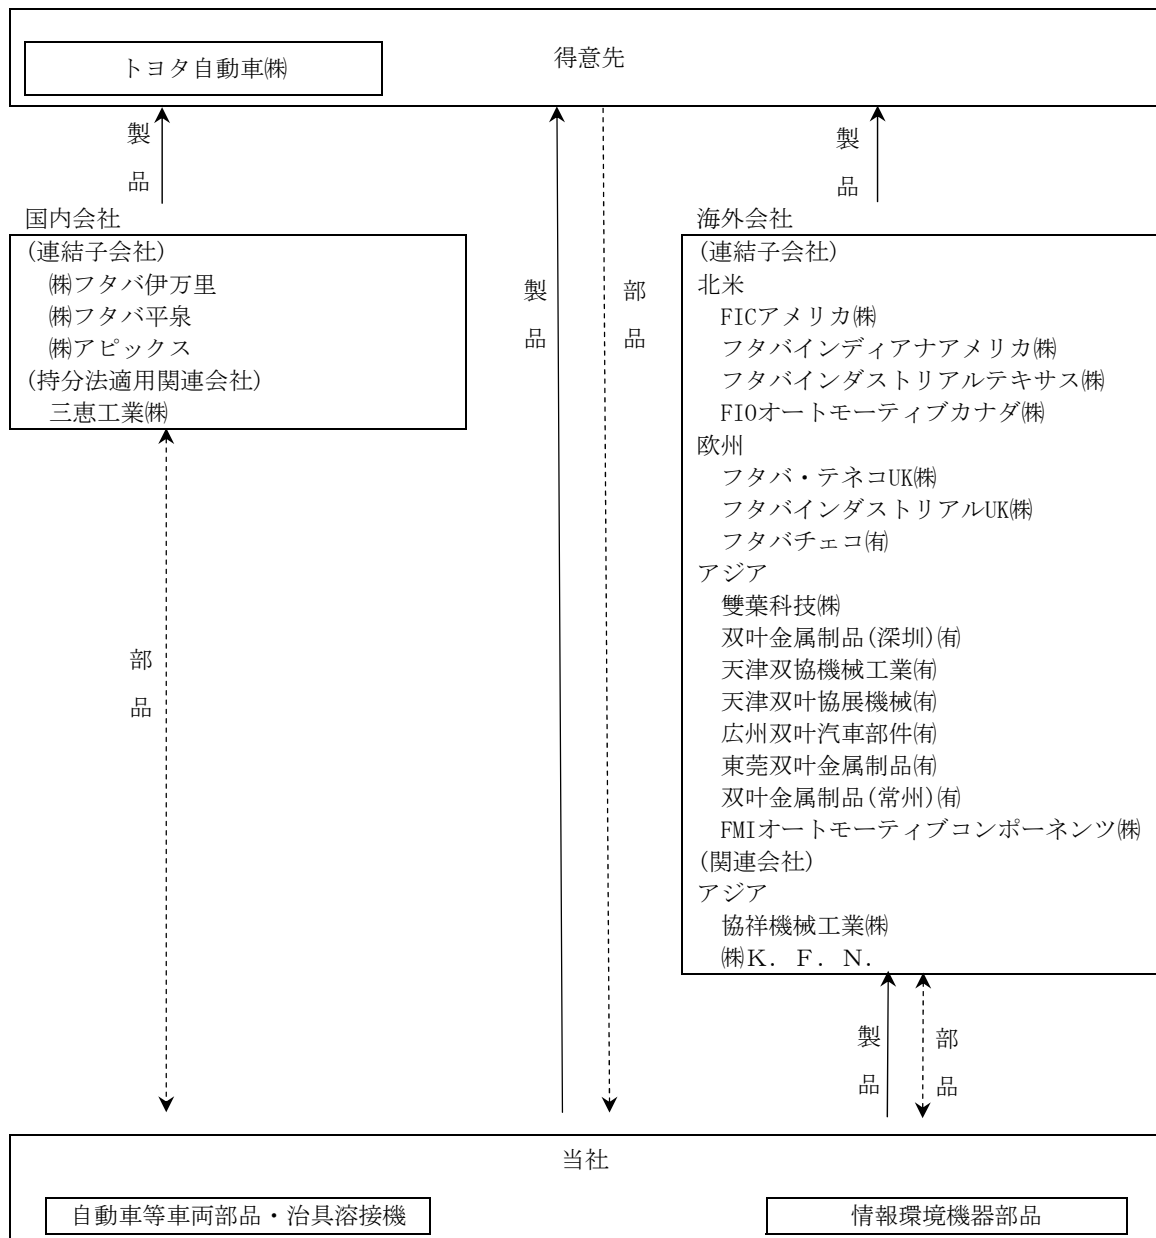 得意先
トヨタ自動車㈱
製品
製品
国内会社
(連結子会社)
㈱フタバ伊万里
㈱フタバ平泉
㈱アピックス
(持分法適用関連会社)
三恵工業㈱
部品
製品
部品
海外会社
(連結子会社)
北米
FICアメリカ㈱
フタバインディアナアメリカ㈱
フタバインダストリアルテキサス㈱
FIOオートモーティブカナダ㈱
欧州
フタバ・テネコUK㈱
フタバインダストリアルUK㈱
フタバチェコ㈲
アジア
雙葉科技㈱
双叶金属制品(深圳)㈲
天津双協機械工業㈲
天津双叶協展機械㈲
広州双叶汽車部件㈲
東莞双叶金属制品㈲
双叶金属制品(常州)㈲
FMIオートモーティブコンポーネンツ㈱
(関連会社)
アジア
協祥機械工業㈱
㈱Ｋ．Ｆ．Ｎ．
製品
部品
当社
自動車等車両部品・治具溶接機
情報環境機器部品